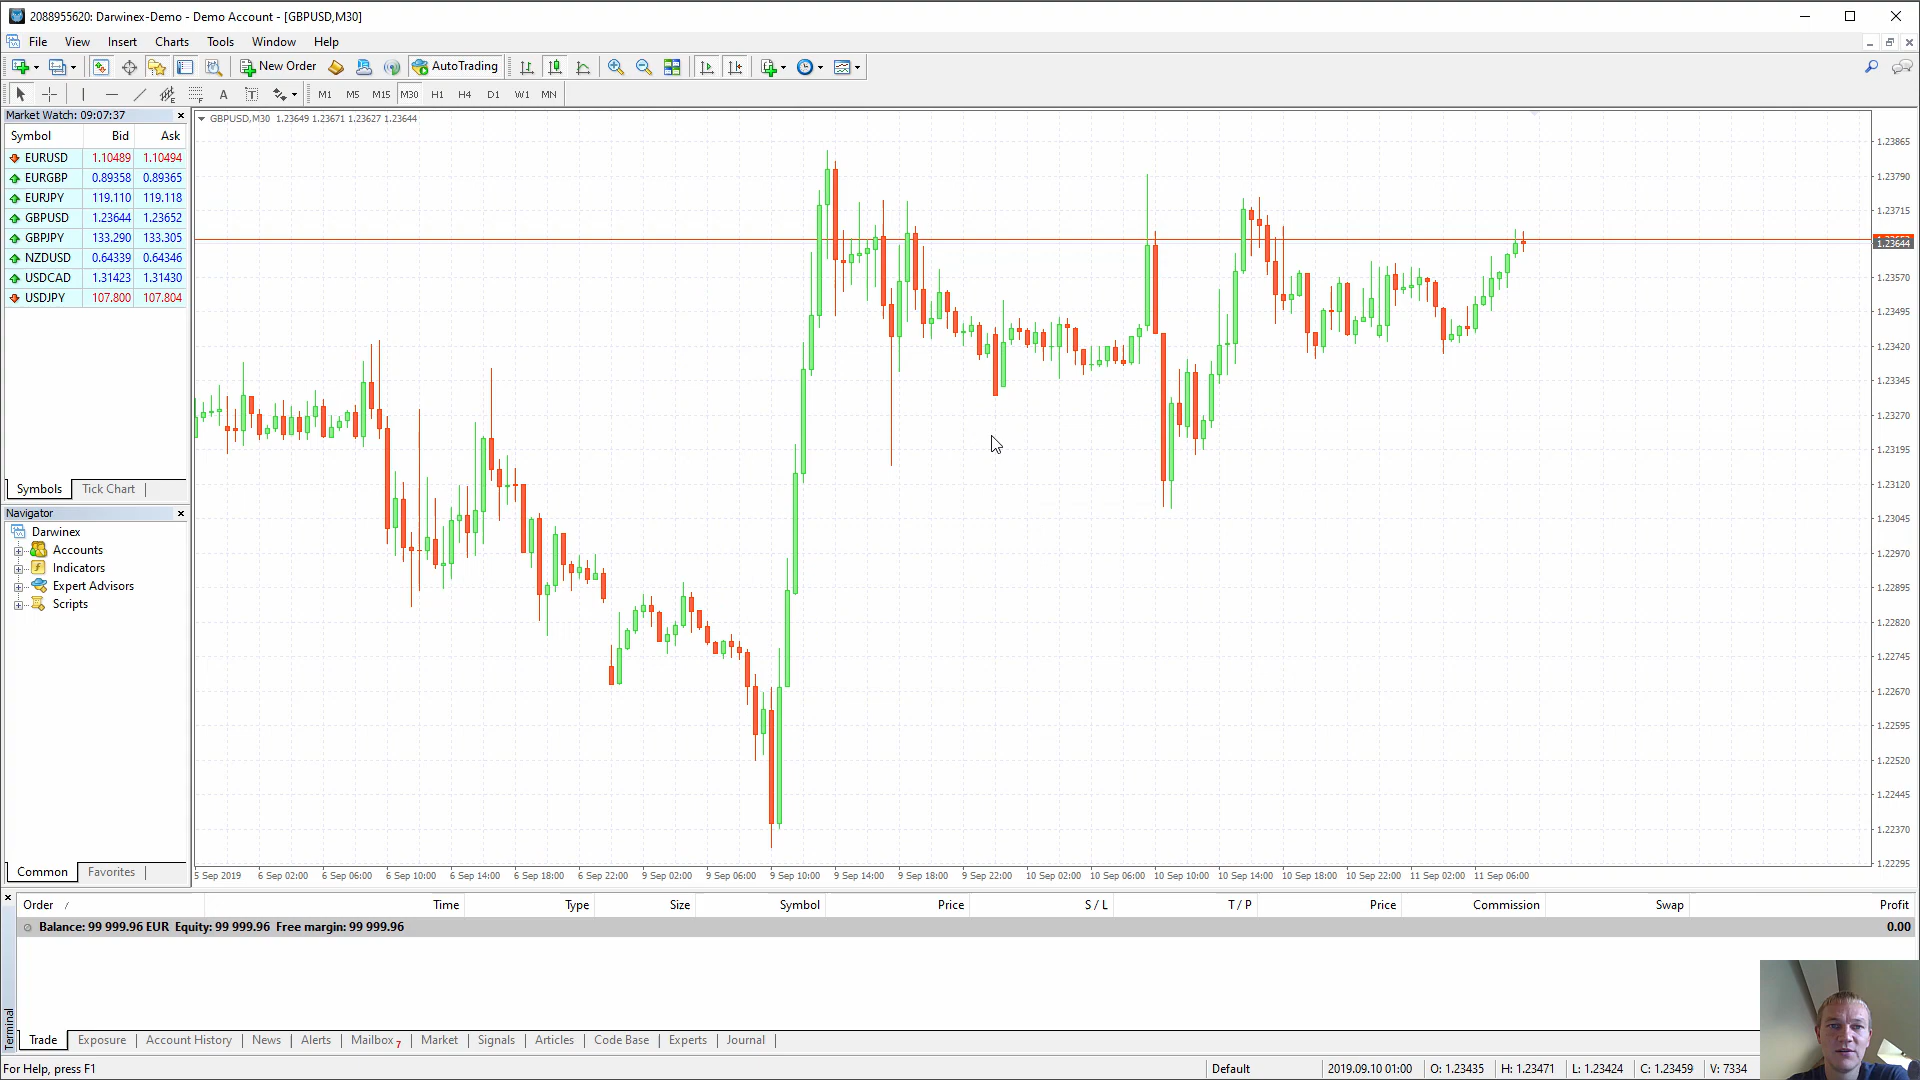 2088955620: Darwinex-Demo - Demo Account - [GBPUSD,M30]
File View Insert Charts Tools Window Help
New Order AutoTrading
A T M1 M5 M15 M30 H1 H4 D1 W1 MN
Market Watch: 09:07:37
Symbol Bid Ask
EURUSD 1.10489 1.10494
EURGBP 0.89358 0.89365
EURJPY 119.110 119.118
GBPUSD 1.23644 1.23652
GBPJPY 133.290 133.305
NZDUSD 0.64339 0.64346
USDCAD 1.31423 1.31430
USDJPY 107.800 107.804
Symbols Tick Chart
Navigator
Darwinex
Accounts
Indicators
Expert Advisors
Scripts
Common Favorites
GBPUSD,M30 1.23649 1.23671 1.23627 1.23644
1.23865
1.23790
1.23715
1.23644
1.23570
1.23495
1.23420
1.23345
1.23270
1.23195
1.23120
1.23045
1.22970
1.22895
1.22820
1.22745
1.22670
1.22595
1.22520
1.22445
1.22370
1.22295
5 Sep 2019 6 Sep 02:00 6 Sep 06:00 6 Sep 10:00 6 Sep 14:00 6 Sep 18:00 6 Sep 22:00 9 Sep 02:00 9 Sep 06:00 9 Sep 10:00 9 Sep 14:00 9 Sep 18:00 9 Sep 22:00 10 Sep 02:00 10 Sep 06:00 10 Sep 10:00 10 Sep 14:00 10 Sep 18:00 10 Sep 22:00 11 Sep 02:00 11 Sep 06:00
Order / Time Type Size Symbol Price S / L T / P Price Commission Swap Profit
Balance: 99 999.96 EUR Equity: 99 999.96 Free margin: 99 999.96 0.00
Terminal
Trade Exposure Account History News Alerts Mailbox 7 Market Signals Articles Code Base Experts Journal
For Help, press F1 Default 2019.09.10 01:00 O: 1.23435 H: 1.23471 L: 1.23424 C: 1.23459 V: 7334